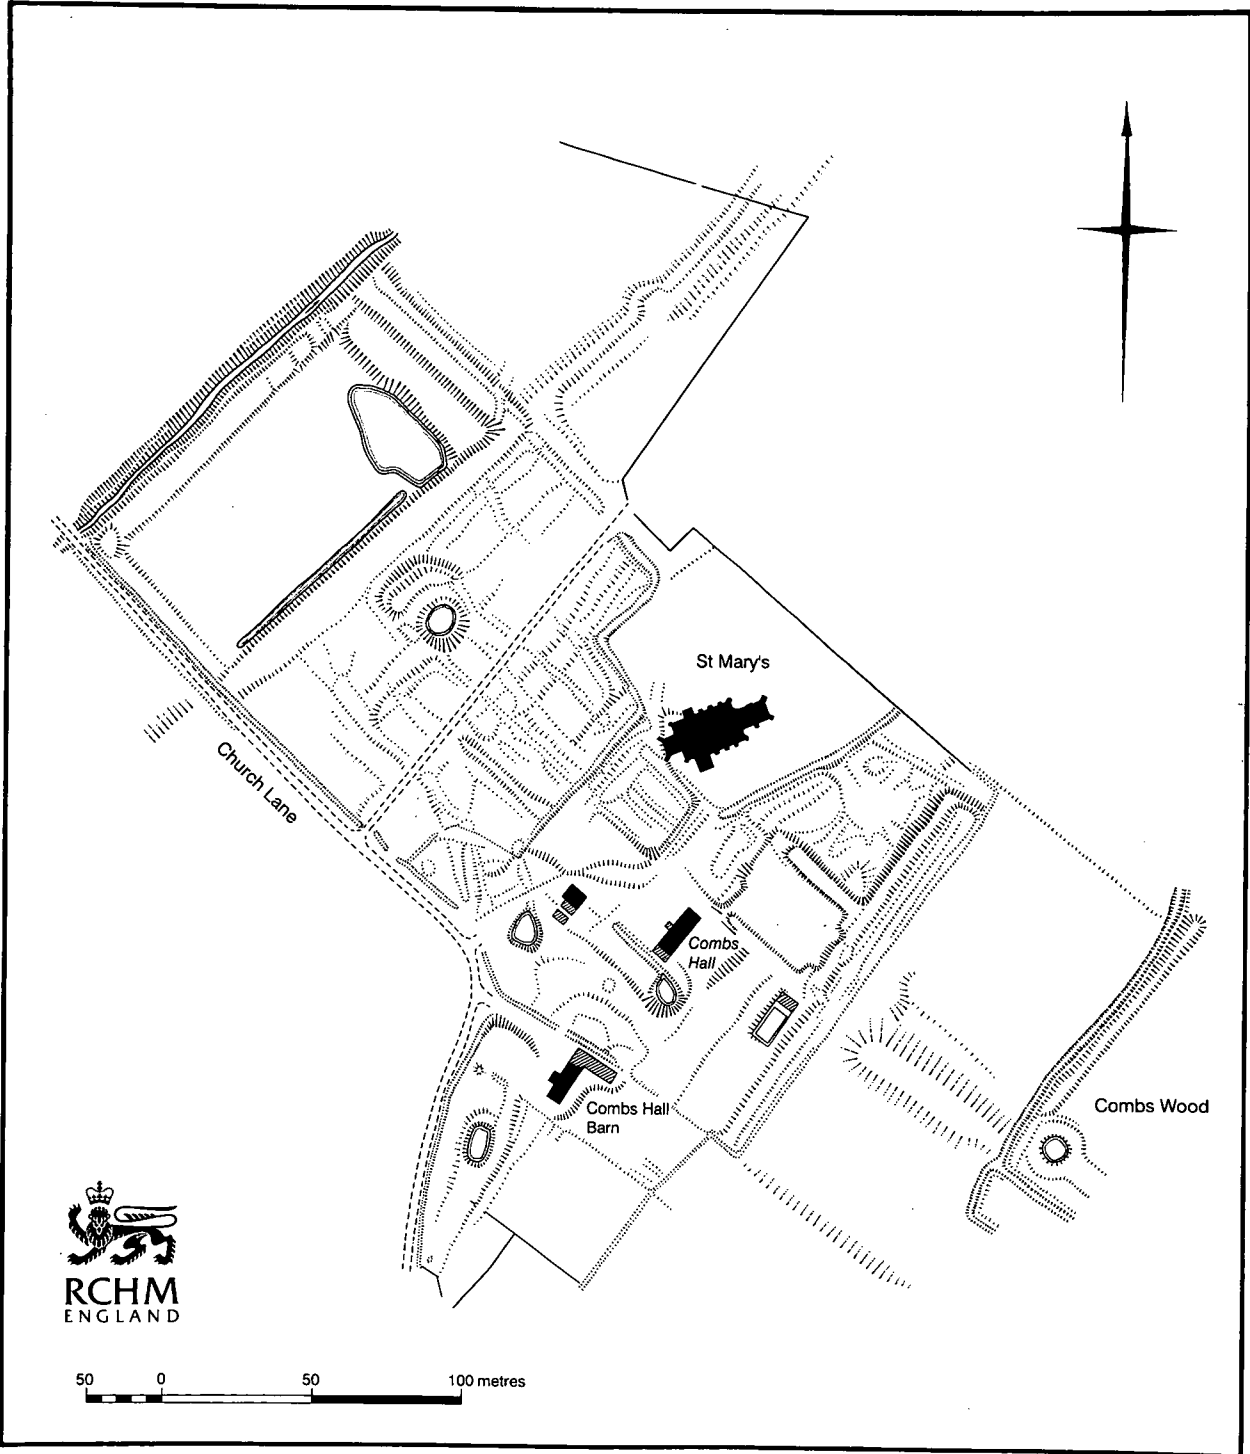 St Mary's
Church Lane
Combs
Hall
Combs Hall
Barn
Combs Wood
RCHM
ENGLAND
50 0 50 100 metres